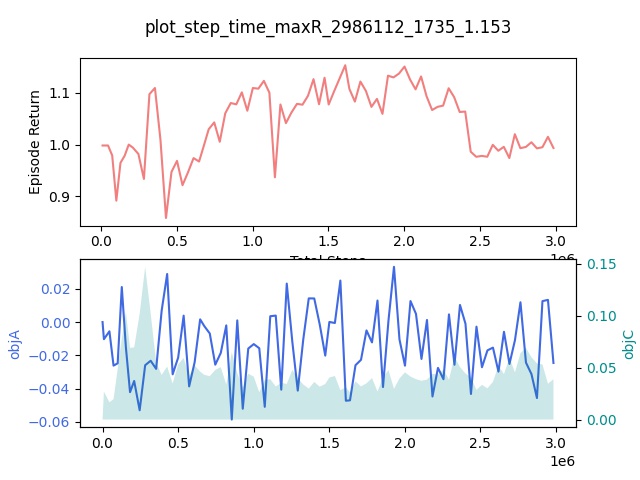 plot_step_time_maxR_2986112_1735_1.153
Episode Return
1.1
1.0
0.9
0.0 0.5 1.0 1.5 2.0 2.5 3.0
Total Steps 1e6
objA
0.02
0.00
−0.02
−0.04
−0.06
0.15
0.10
0.05
0.00
objC
0.0 0.5 1.0 1.5 2.0 2.5 3.0
1e6